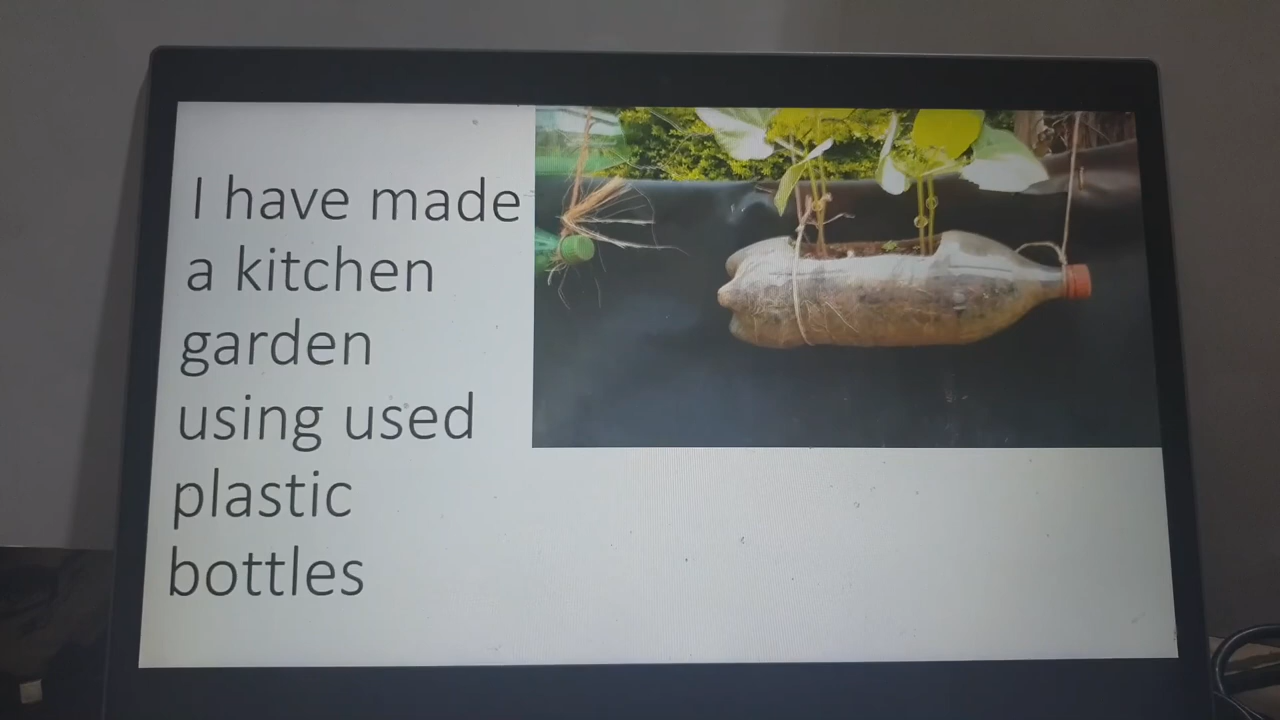 I have made
a kitchen
garden
using used
plastic
bottles